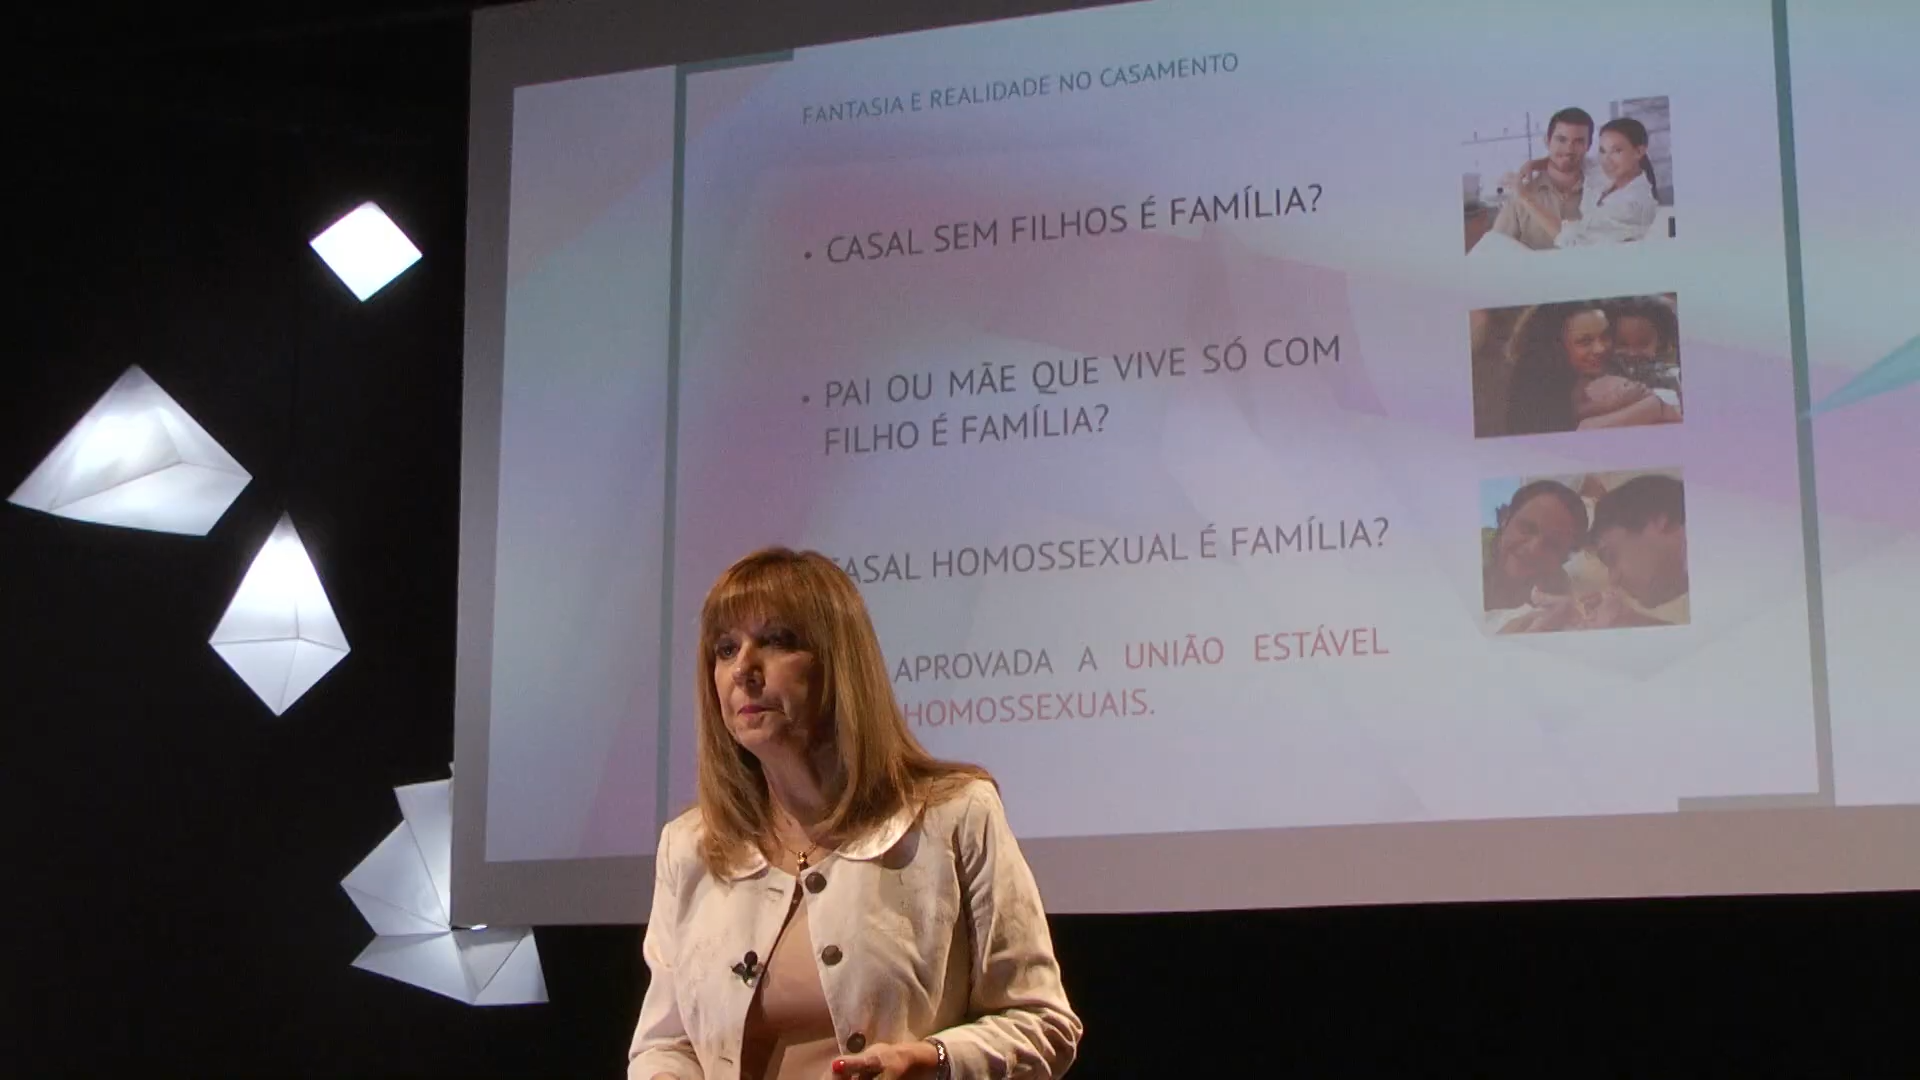 FANTASIA E REALIDADE NO CASAMENTO
• CASAL SEM FILHOS É FAMÍLIA?
• PAI OU MÃE QUE VIVE SÓ COM
FILHO É FAMÍLIA?
CASAL HOMOSSEXUAL É FAMÍLIA?
APROVADA A UNIÃO ESTÁVEL
HOMOSSEXUAIS.